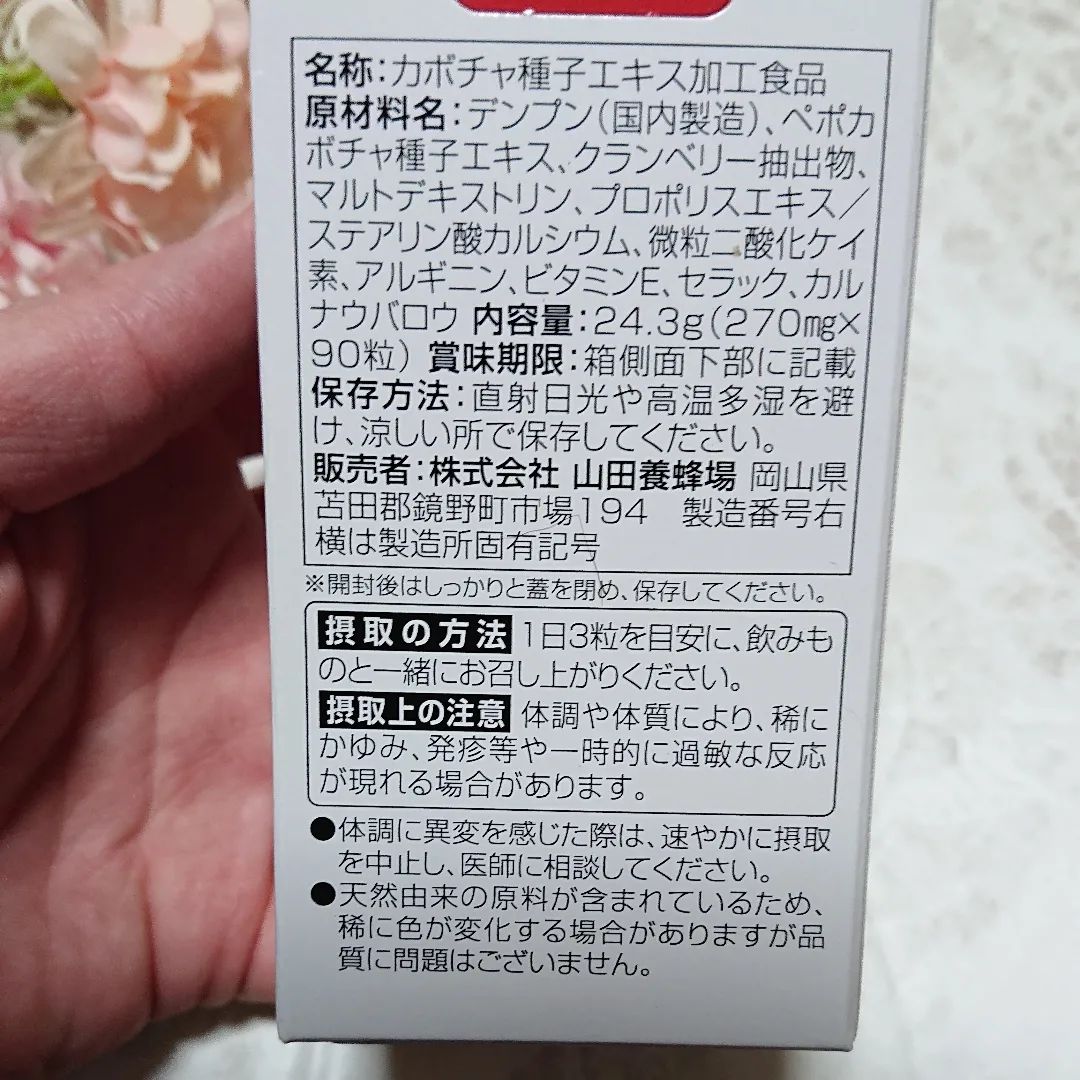 名称：カボチャ種子エキス加工食品
原材料名：デンプン（国内製造）、ペポカ
ボチャ種子エキス、クランベリー抽出物、
マルトデキストリン、プロポリスエキス／
ステアリン酸カルシウム、微粒二酸化ケイ
素、アルギニン、ビタミンE、セラック、カル
ナウバロウ 内容量：24.3g（270mg×
90粒） 賞味期限：箱側面下部に記載
保存方法：直射日光や高温多湿を避
け、涼しい所で保存してください。
販売者：株式会社 山田養蜂場 岡山県
苫田郡鏡野町市場194　製造番号右
横は製造所固有記号
※開封後はしっかりと蓋を閉め、保存してください。
摂取の方法 1日3粒を目安に、飲みも
のと一緒にお召し上がりください。
摂取上の注意 体調や体質により、稀に
かゆみ、発疹等や一時的に過敏な反応
が現れる場合があります。
●体調に異変を感じた際は、速やかに摂取
を中止し、医師に相談してください。
●天然由来の原料が含まれているため、
稀に色が変化する場合がありますが品
質に問題はございません。